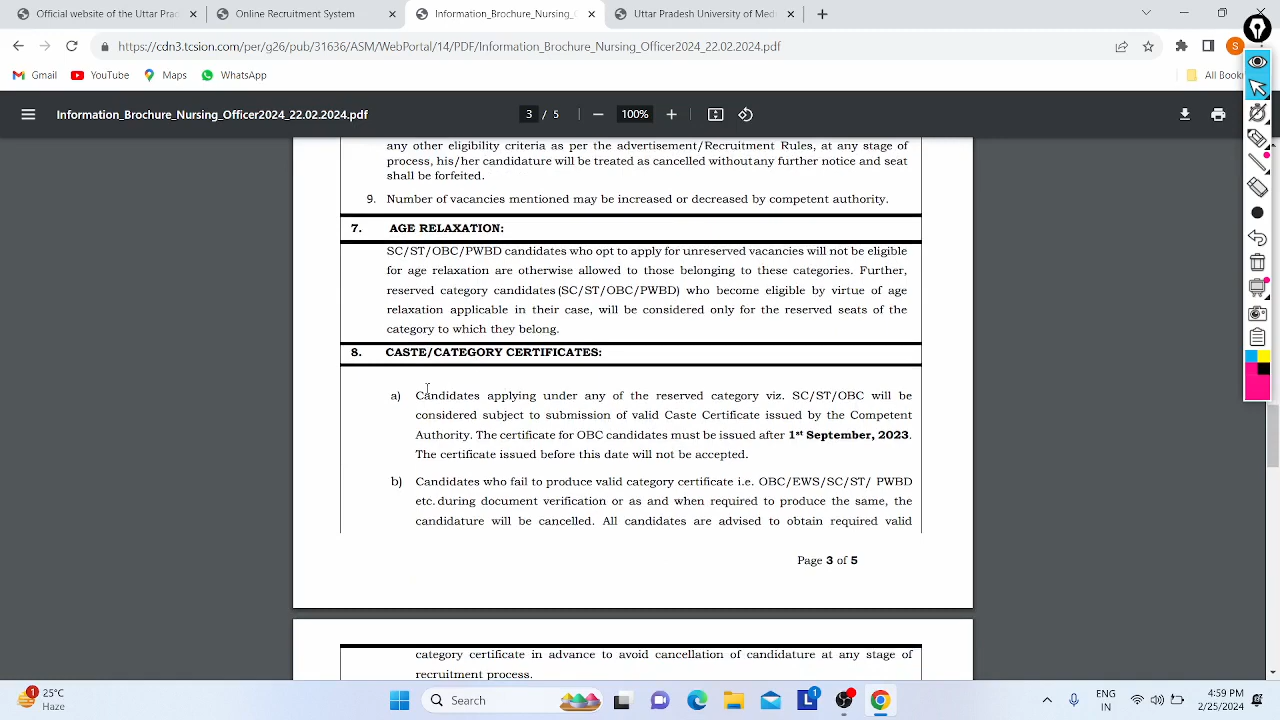 Official website of the Uttar Prac
Online Recruitment System
Information_Brochure_Nursing_O
Uttar Pradesh University of Med
https://cdn3.tcsion.com/per/g26/pub/31636/ASM/WebPortal/14/PDF/Information_Brochure_Nursing_Officer2024_22.02.2024.pdf
S
Gmail YouTube Maps WhatsApp
All Book
Information_Brochure_Nursing_Officer2024_22.02.2024.pdf
3 / 5
100%
any other eligibility criteria as per the advertisement/Recruitment Rules, at any stage of
process, his/her candidature will be treated as cancelled without any further notice and seat
shall be forfeited.
9. Number of vacancies mentioned may be increased or decreased by competent authority.
7. AGE RELAXATION:
SC/ST/OBC/PWBD candidates who opt to apply for unreserved vacancies will not be eligible
for age relaxation are otherwise allowed to those belonging to these categories. Further,
reserved category candidates(SC/ST/OBC/PWBD) who become eligible by virtue of age
relaxation applicable in their case, will be considered only for the reserved seats of the
category to which they belong.
8. CASTE/CATEGORY CERTIFICATES:
a) Candidates applying under any of the reserved category viz. SC/ST/OBC will be
considered subject to submission of valid Caste Certificate issued by the Competent
Authority. The certificate for OBC candidates must be issued after 1st September, 2023.
The certificate issued before this date will not be accepted.
b) Candidates who fail to produce valid category certificate i.e. OBC/EWS/SC/ST/ PWBD
etc. during document verification or as and when required to produce the same, the
candidature will be cancelled. All candidates are advised to obtain required valid
Page 3 of 5
category certificate in advance to avoid cancellation of candidature at any stage of
recruitment process.
1
25°C
Haze
Search
L
1
ENG
IN
4:59 PM
2/25/2024